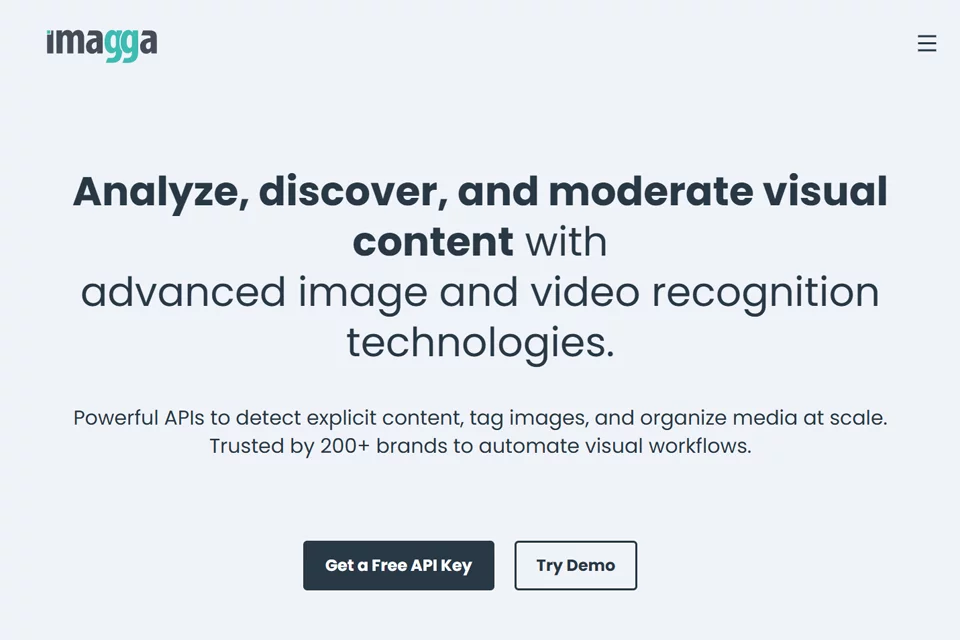 imagga
Analyze, discover, and moderate visual
content with
advanced image and video recognition
technologies.
Powerful APIs to detect explicit content, tag images, and organize media at scale.
Trusted by 200+ brands to automate visual workflows.
Get a Free API Key
Try Demo